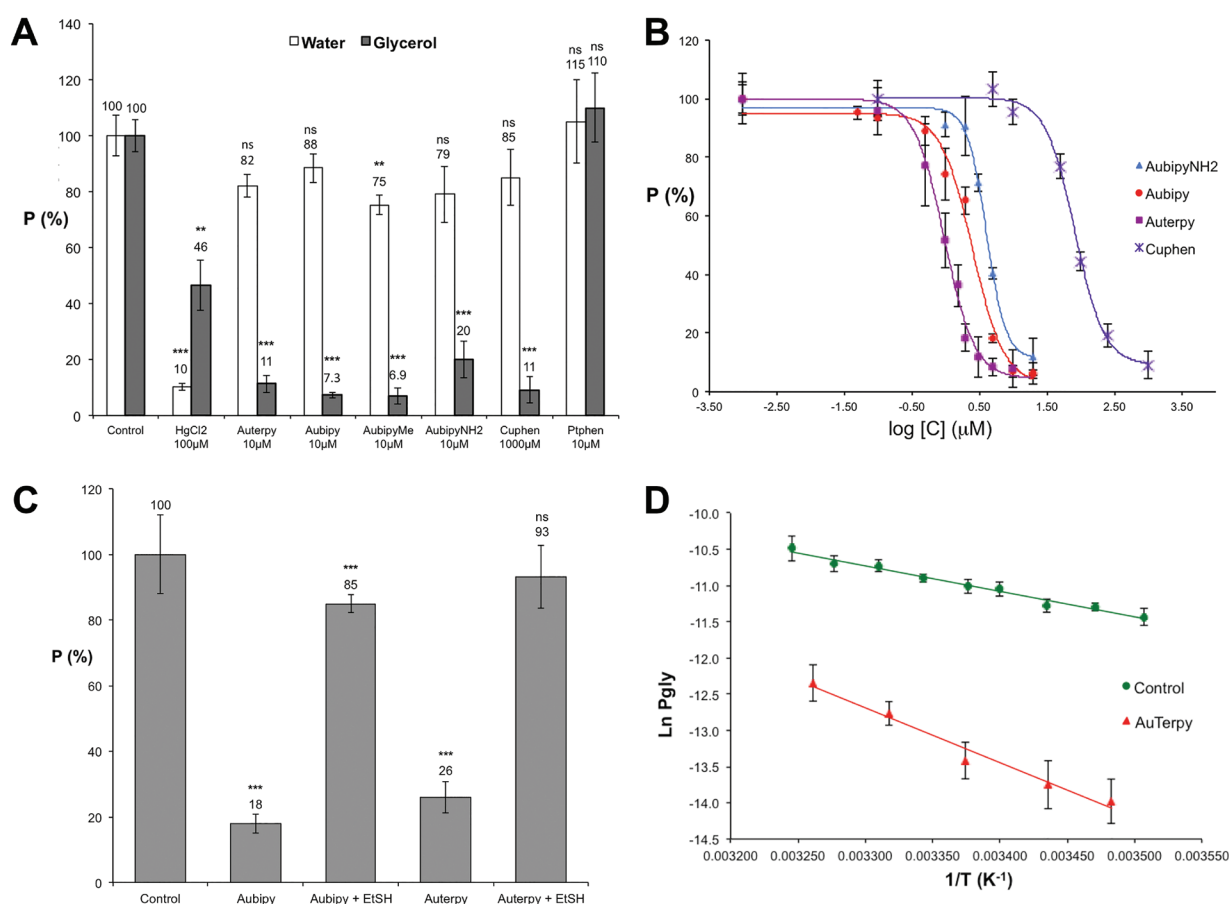 A
P (%)
140
120
100
80
60
40
20
0
Water
Glycerol
100
100
***
10
**
46
ns
82
***
11
ns
88
***
7.3
**
75
***
6.9
ns
79
***
20
ns
85
***
11
ns
115
ns
110
Control
HgCl2
100µM
Auterpy
10µM
Aubipy
10µM
AubipyMe
10µM
AubipyNH2
10µM
Cuphen
1000µM
Ptphen
10µM
B
P (%)
120
100
80
60
40
20
0
-3.50
-2.50
-1.50
-0.50
0.50
1.50
2.50
3.50
log [C] (µM)
AubipyNH2
Aubipy
Auterpy
Cuphen
C
P (%)
120
100
80
60
40
20
0
100
***
18
***
85
***
26
ns
93
Control
Aubipy
Aubipy + EtSH
Auterpy
Auterpy + EtSH
D
Ln Pgly
-10.0
-10.5
-11.0
-11.5
-12.0
-12.5
-13.0
-13.5
-14.0
-14.5
Control
AuTerpy
0.003200
0.003250
0.003300
0.003350
0.003400
0.003450
0.003500
0.003550
1/T (K-1)